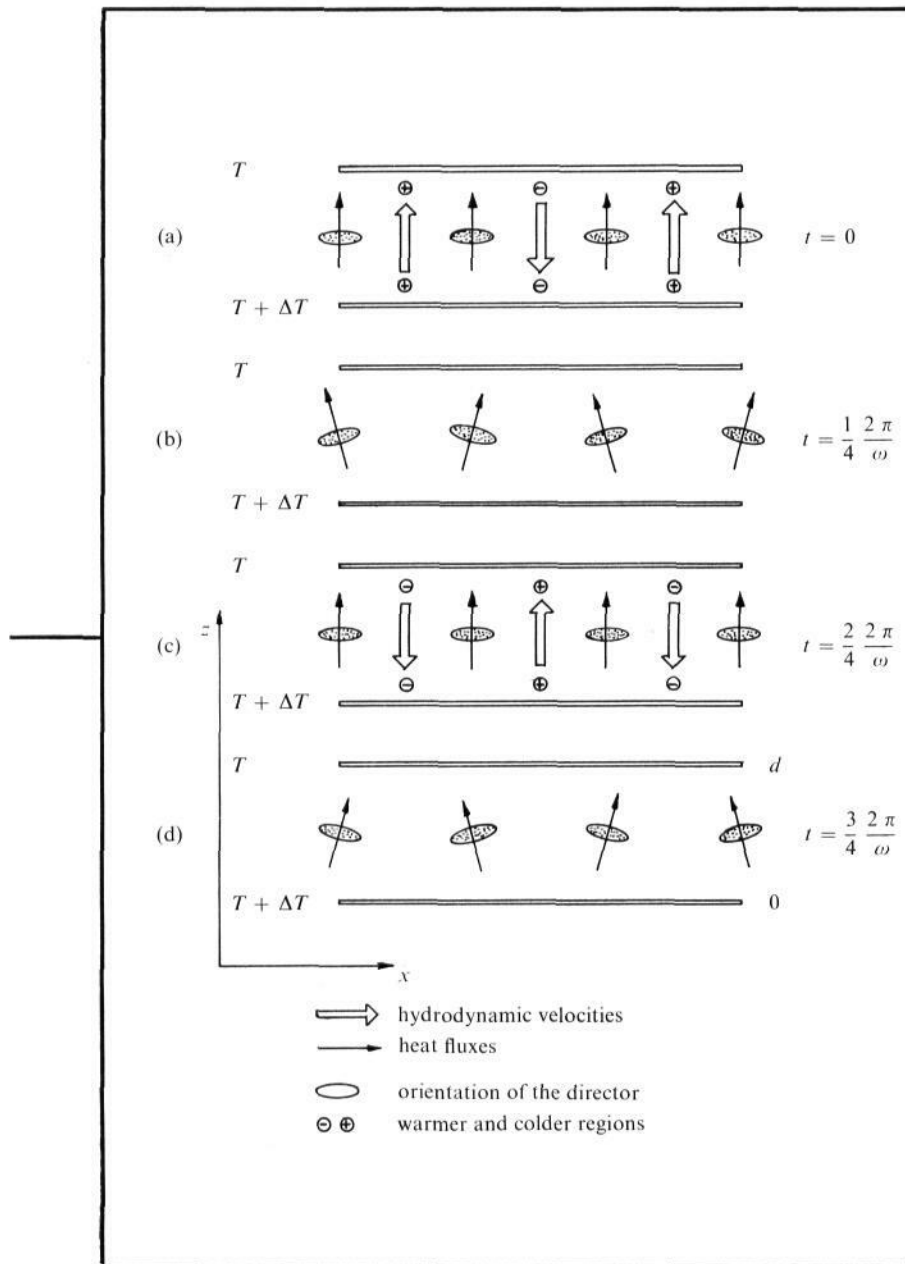 T
⊕ ⊖ ⊕
(a) t = 0
⊕ ⊖ ⊕
T + ΔT
T
(b) t = 1/4 2π/ω
T + ΔT
T
⊖ ⊕ ⊖
z
(c) t = 2/4 2π/ω
⊖ ⊕ ⊖
T + ΔT
T d
(d) t = 3/4 2π/ω
T + ΔT 0
x
hydrodynamic velocities
heat fluxes
orientation of the director
⊖ ⊕ warmer and colder regions